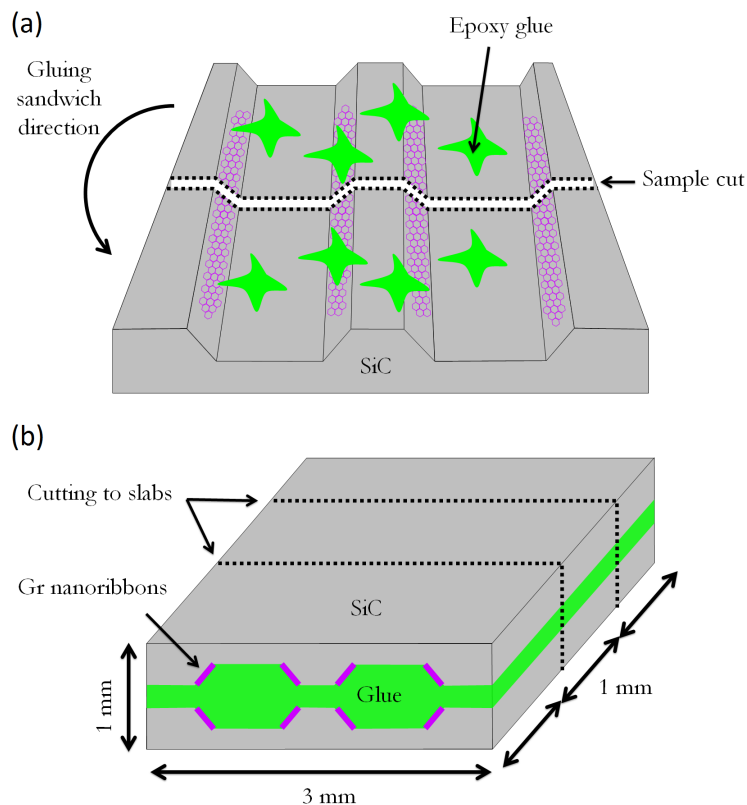 (a)
Epoxy glue
Gluing
sandwich
direction
Sample cut
SiC
(b)
Cutting to slabs
Gr nanoribbons
SiC
Glue
1 mm
1 mm
3 mm